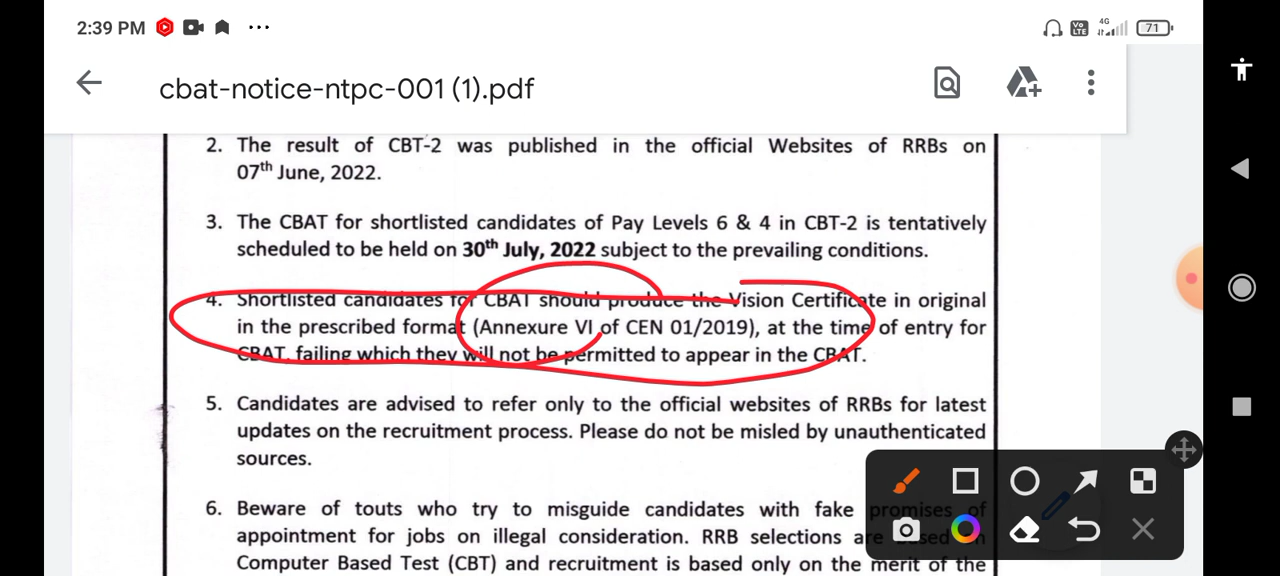 2:39 PM
4G
Vo LTE
71
cbat-notice-ntpc-001 (1).pdf
2. The result of CBT-2 was published in the official Websites of RRBs on
07th June, 2022.
3. The CBAT for shortlisted candidates of Pay Levels 6 & 4 in CBT-2 is tentatively
scheduled to be held on 30th July, 2022 subject to the prevailing conditions.
4. Shortlisted candidates for CBAT should produce the Vision Certificate in original
in the prescribed format (Annexure VI of CEN 01/2019), at the time of entry for
CBAT, failing which they will not be permitted to appear in the CBAT.
5. Candidates are advised to refer only to the official websites of RRBs for latest
updates on the recruitment process. Please do not be misled by unauthenticated
sources.
6. Beware of touts who try to misguide candidates with fake promises of
appointment for jobs on illegal consideration. RRB selections are based on
Computer Based Test (CBT) and recruitment is based only on the merit of the